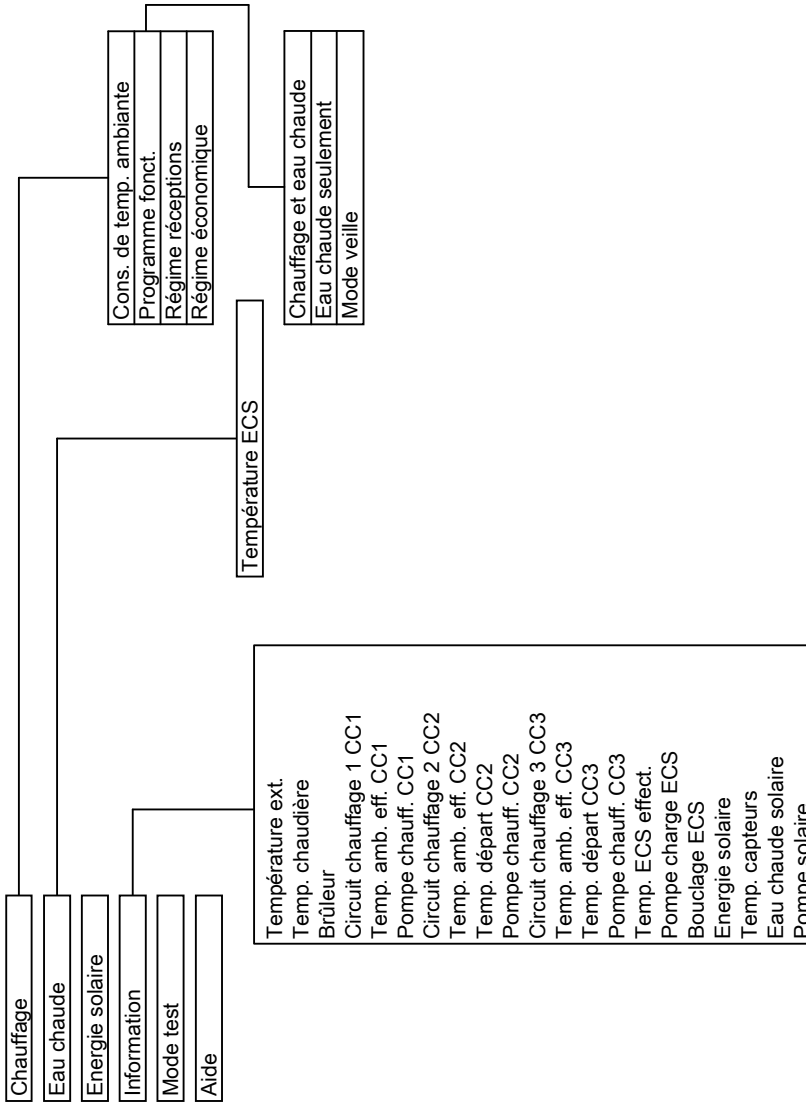 Chauffage
Eau chaude
Energie solaire
Information
Mode test
Aide
Cons. de temp. ambiante
Programme fonct.
Régime réceptions
Régime économique
Température ECS
Chauffage et eau chaude
Eau chaude seulement
Mode veille
Température ext.
Temp. chaudière
Brûleur
Circuit chauffage 1 CC1
Temp. amb. eff. CC1
Pompe chauff. CC1
Circuit chauffage 2 CC2
Temp. amb. eff. CC2
Temp. départ CC2
Pompe chauff. CC2
Circuit chauffage 3 CC3
Temp. amb. eff. CC3
Temp. départ CC3
Pompe chauff. CC3
Temp. ECS effect.
Pompe charge ECS
Bouclage ECS
Energie solaire
Temp. capteurs
Eau chaude solaire
Pompe solaire